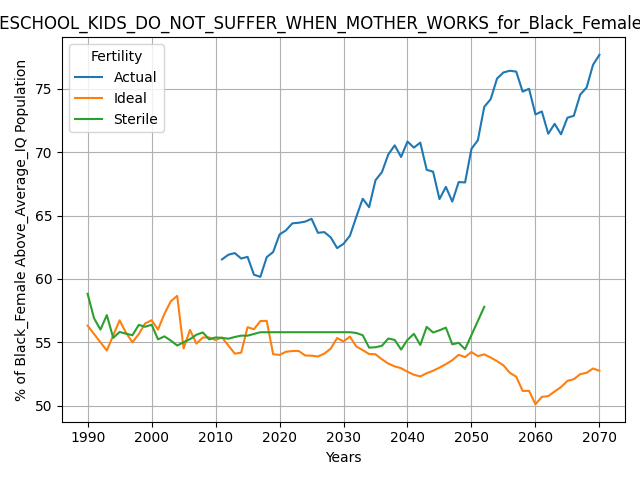 ESCHOOL_KIDS_DO_NOT_SUFFER_WHEN_MOTHER_WORKS_for_Black_Female
% of Black_Female Above_Average_IQ Population
Fertility
Actual
Ideal
Sterile
75
70
65
60
55
50
1990 2000 2010 2020 2030 2040 2050 2060 2070
Years